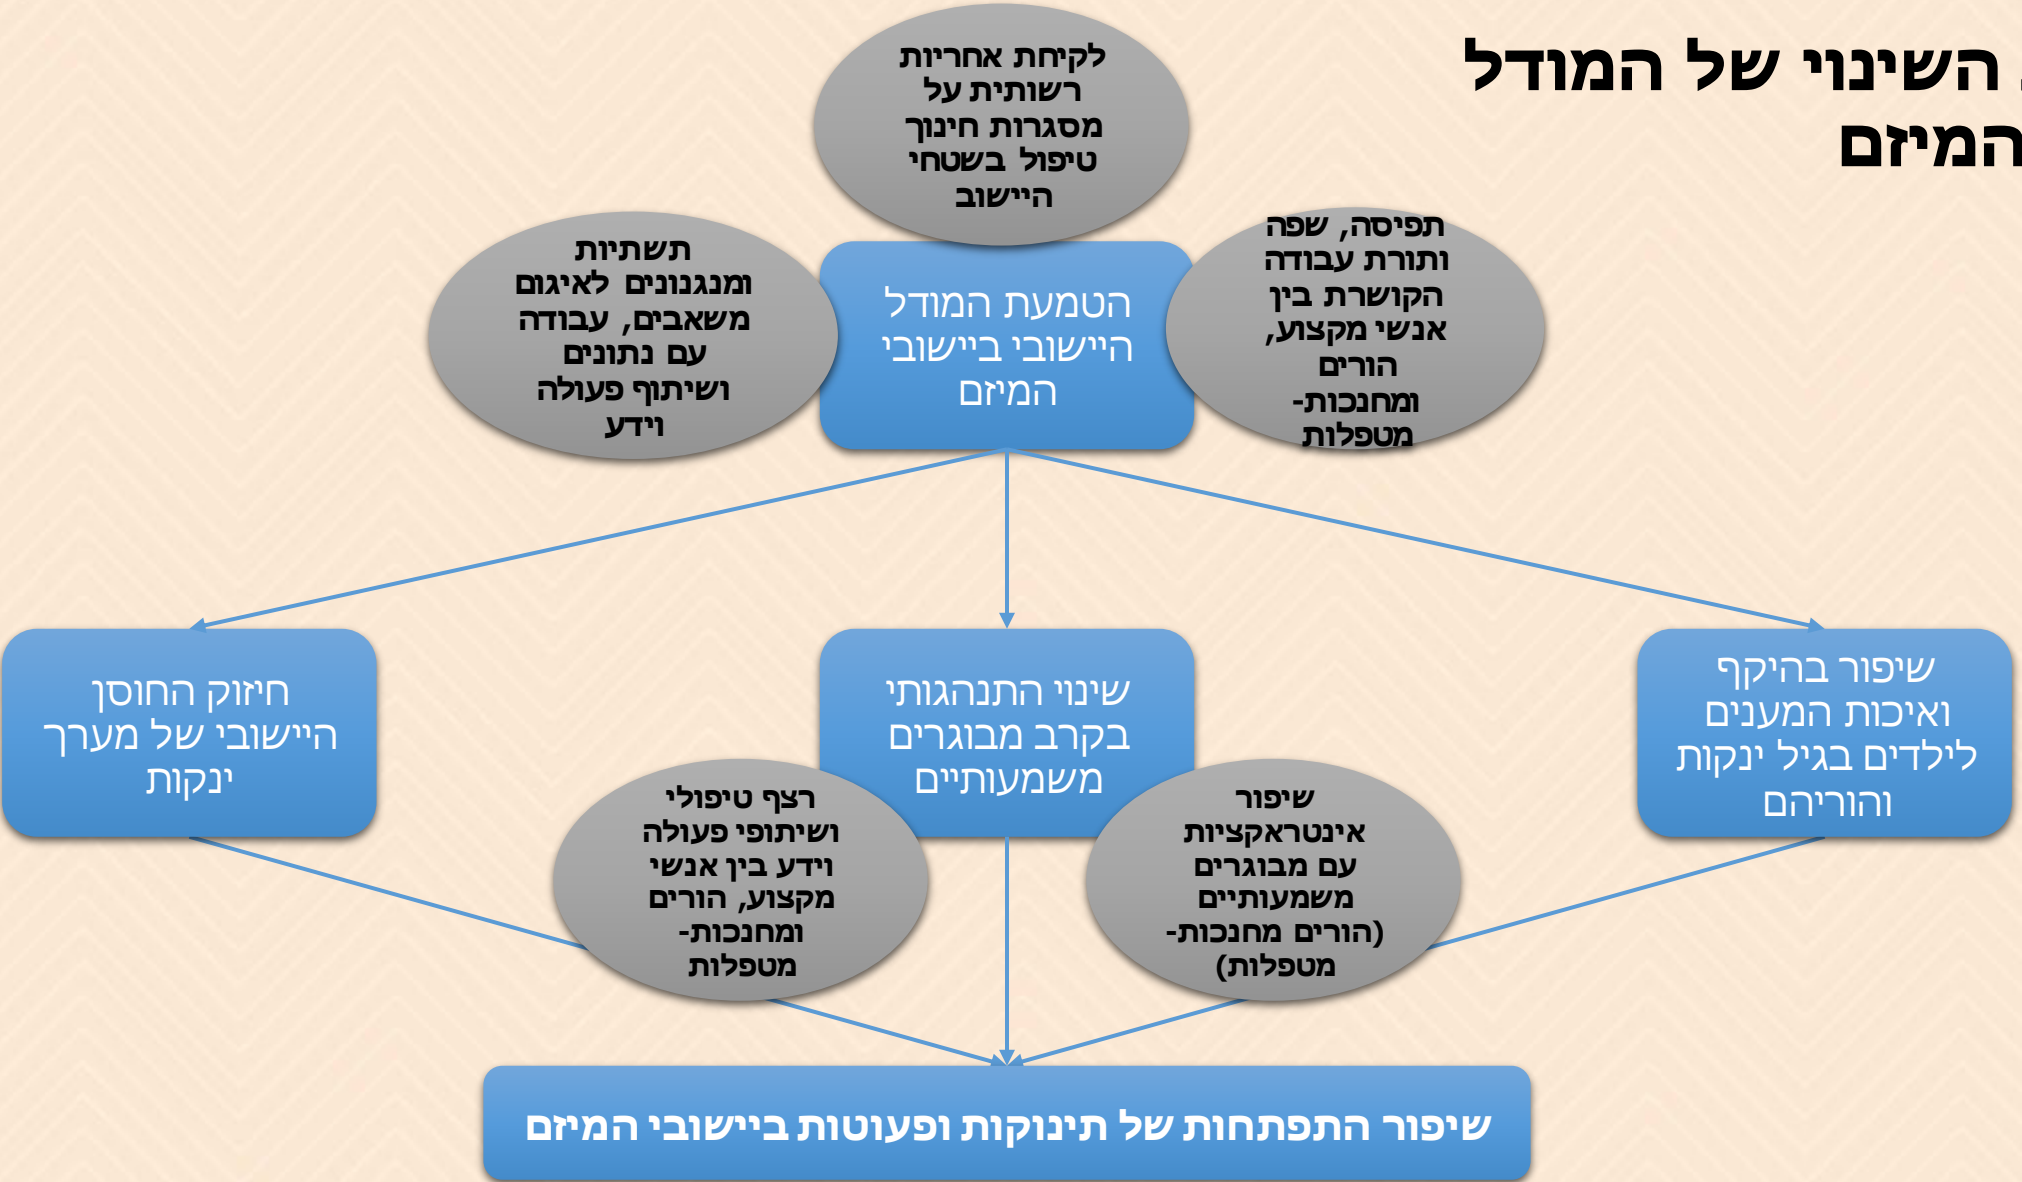 השינוי של המודל
המיזם
לקיחת אחריות
רשותית על
מסגרות חינוך
טיפול בשטחי
היישוב
תפיסה, שפה
ותורת עבודה
הקושרת בין
אנשי מקצוע,
הורים
ומחנכות-
מטפלות
הטמעת המודל
היישובי ביישובי
המיזם
תשתיות
ומנגנונים לאיגום
משאבים, עבודה
עם נתונים
ושיתוף פעולה
וידע
שיפור בהיקף
ואיכות המענים
לילדים בגיל ינקות
והוריהם
שינוי התנהגותי
בקרב מבוגרים
משמעותיים
חיזוק החוסן
היישובי של מערך
ינקות
שיפור
אינטראקציות
עם מבוגרים
משמעותיים
(הורים מחנכות-
מטפלות)
רצף טיפולי
ושיתופי פעולה
וידע בין אנשי
מקצוע, הורים
ומחנכות-
מטפלות
שיפור התפתחות של תינוקות ופעוטות ביישובי המיזם